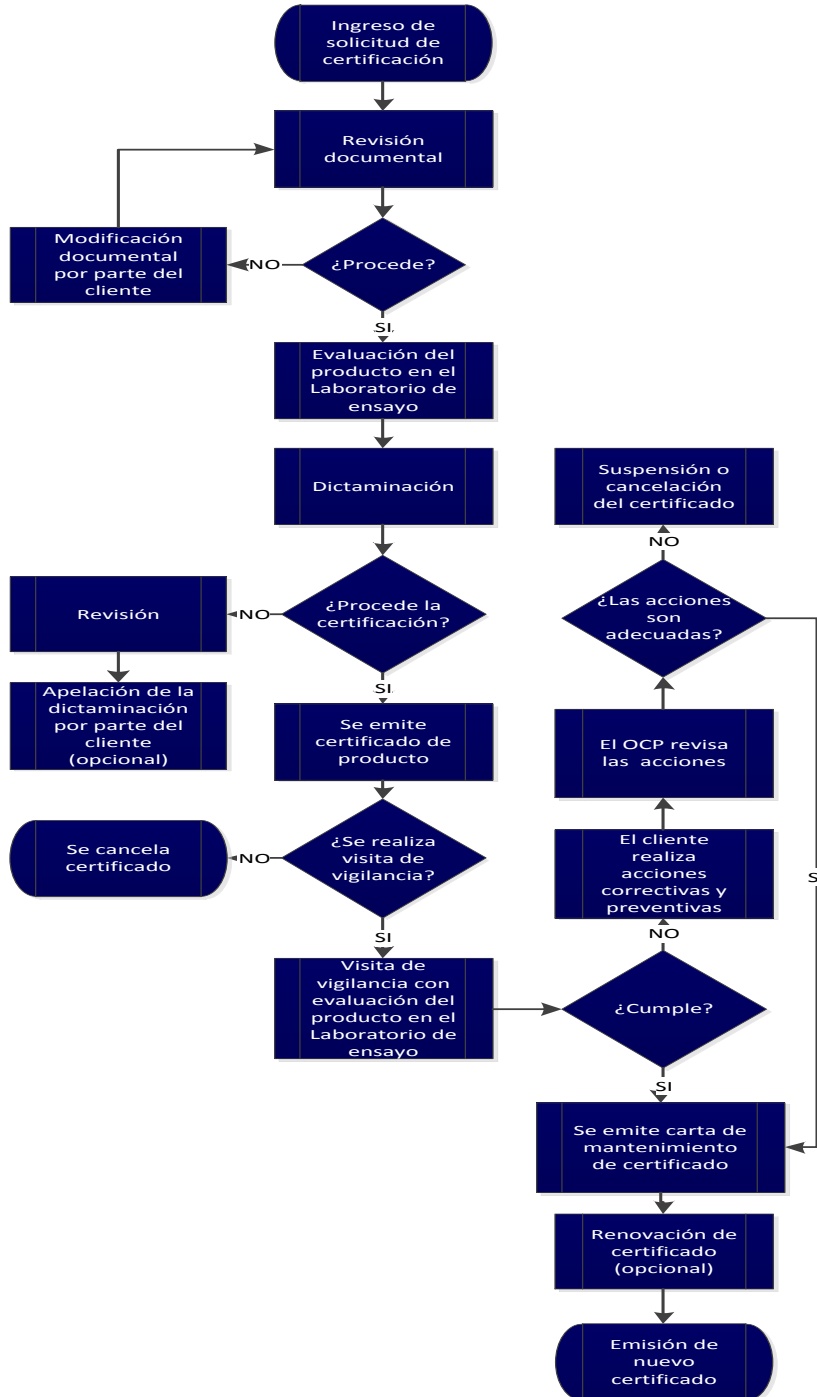 Ingreso de
solicitud de
certificación
Revisión
documental
Modificación
documental
por parte del
cliente
NO
¿Procede?
SI
Evaluación del
producto en el
Laboratorio de
ensayo
Dictaminación
Suspensión o
cancelación
del certificado
NO
Revisión
NO
¿Procede la
certificación?
¿Las acciones
son
adecuadas?
SI
Apelación de la
dictaminación
por parte del
cliente
(opcional)
Se emite
certificado de
producto
El OCP revisa
las acciones
Se cancela
certificado
NO
¿Se realiza
visita de
vigilancia?
El cliente
realiza
acciones
correctivas y
preventivas
SI
NO
Visita de
vigilancia con
evaluación del
producto en el
Laboratorio de
ensayo
¿Cumple?
SI
Se emite carta de
mantenimiento
de certificado
Renovación de
certificado
(opcional)
Emisión de
nuevo
certificado